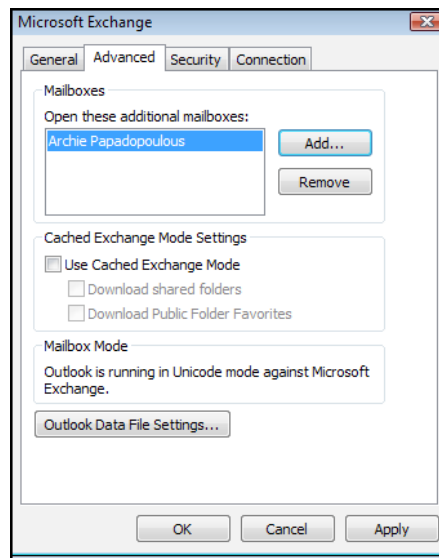 Microsoft Exchange
General Advanced Security Connection
Mailboxes
Open these additional mailboxes:
Archie Papadopoulous
Add...
Remove
Cached Exchange Mode Settings
Use Cached Exchange Mode
Download shared folders
Download Public Folder Favorites
Mailbox Mode
Outlook is running in Unicode mode against Microsoft
Exchange.
Outlook Data File Settings...
OK Cancel Apply